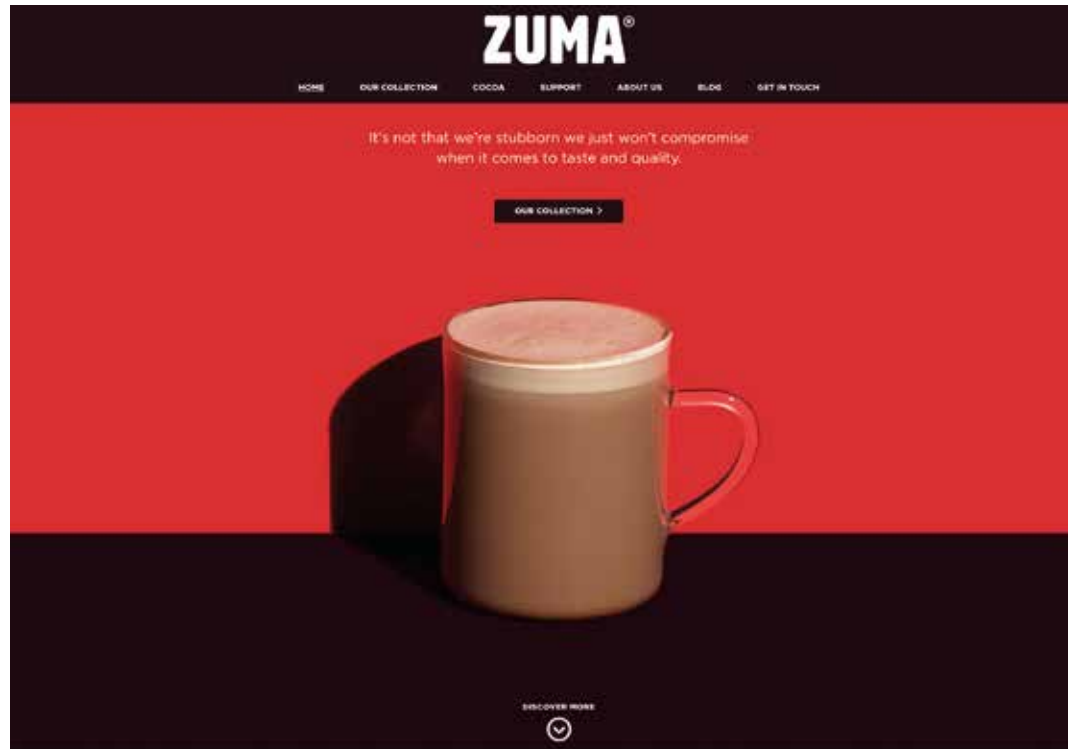 ZUMA®
HOME OUR COLLECTION COCOA SUPPORT ABOUT US BLOG GET IN TOUCH
It's not that we're stubborn we just won't compromise
when it comes to taste and quality.
OUR COLLECTION >
DISCOVER MORE